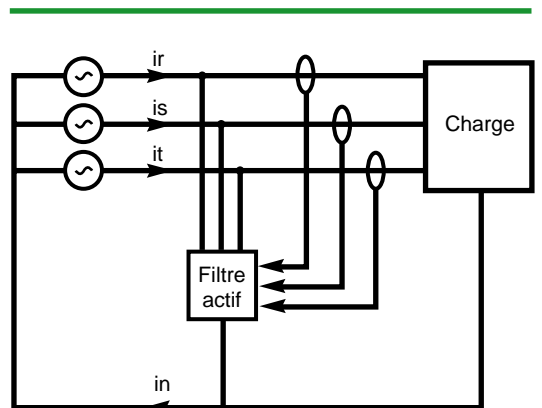 ir
is
it
Charge
Filtre
actif
in